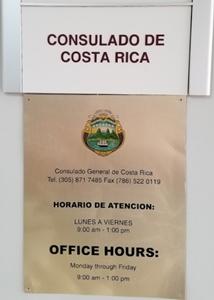 CONSULADO DE
COSTA RICA
Consulado General de Costa Rica
Tel. (305) 871 7485 Fax (786) 522 0119
HORARIO DE ATENCION:
LUNES A VIERNES
9:00 am - 1:00 pm
OFFICE HOURS:
Monday through Friday
9:00 am - 1:00 pm